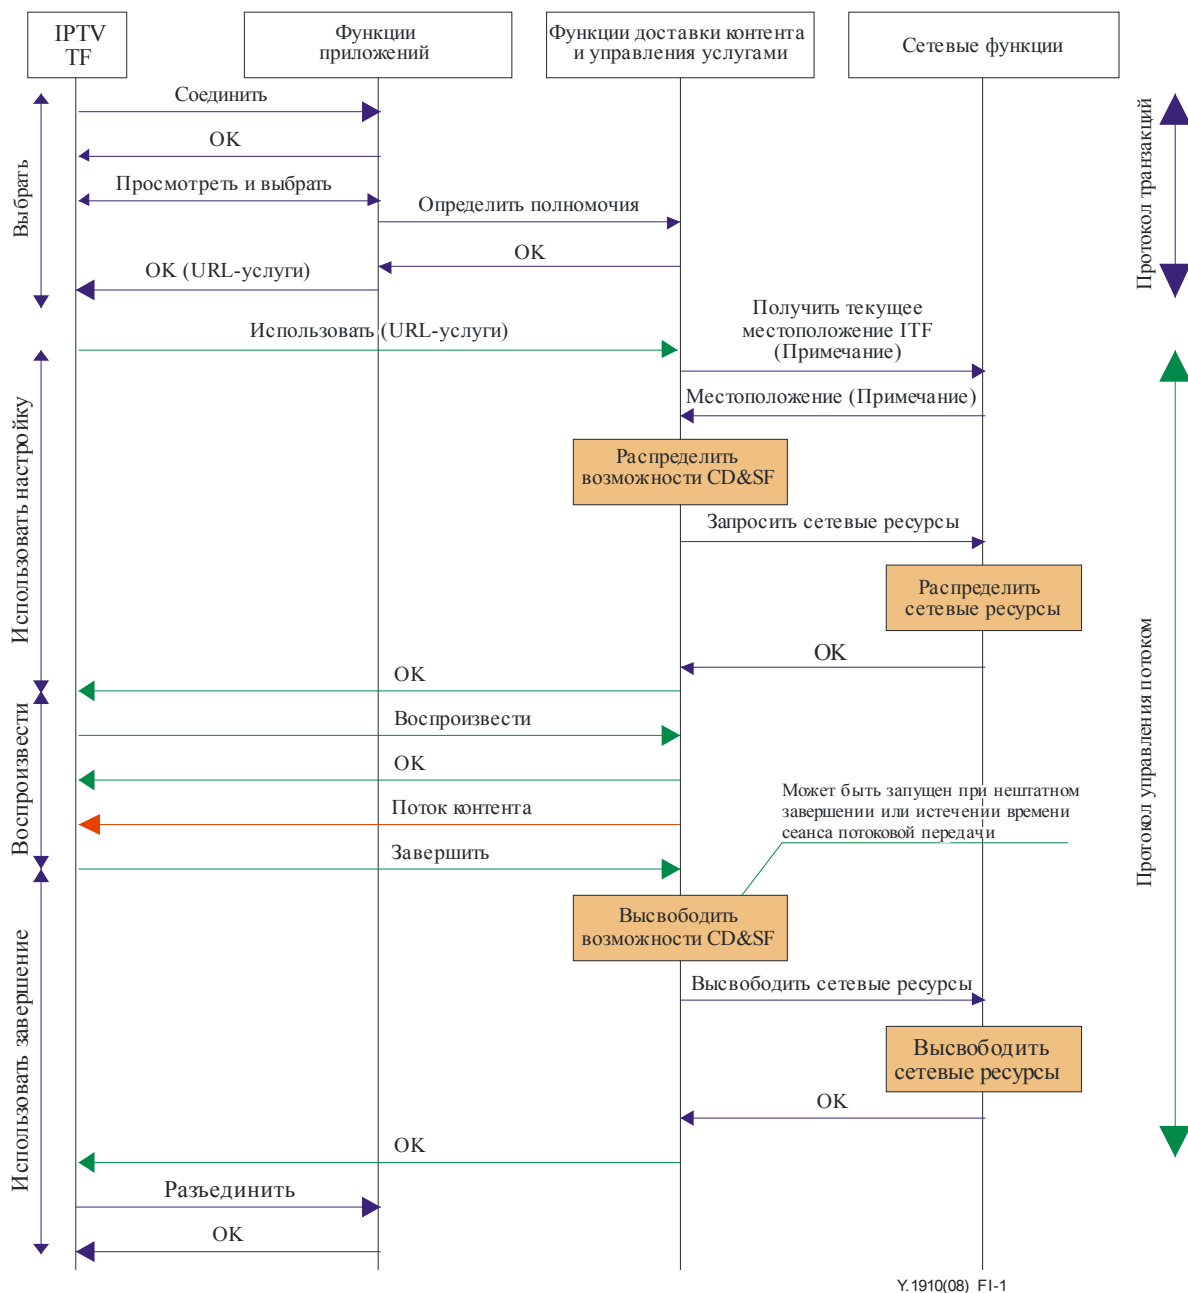 IPTV
TF
Функции
приложений
Функции доставки контента
и управления услугами
Сетевые функции
Соединить
OK
Просмотреть и выбрать
Определить полномочия
OK
OK (URL-услуги)
Выбрать
Протокол транзакций
Использовать (URL-услуги)
Получить текущее
местоположение ITF
(Примечание)
Местоположение (Примечание)
Распределить
возможности CD&SF
Запросить сетевые ресурсы
Распределить
сетевые ресурсы
OK
OK
Использовать настройку
Воспроизвести
OK
Поток контента
Воспроизвести
Может быть запущен при нештатном
завершении или истечении времени
сеанса потоковой передачи
Протокол управления потоком
Завершить
Высвободить
возможности CD&SF
Высвободить сетевые ресурсы
Высвободить
сетевые ресурсы
OK
OK
Использовать завершение
Разъединить
OK
Y.1910(08)_FI-1